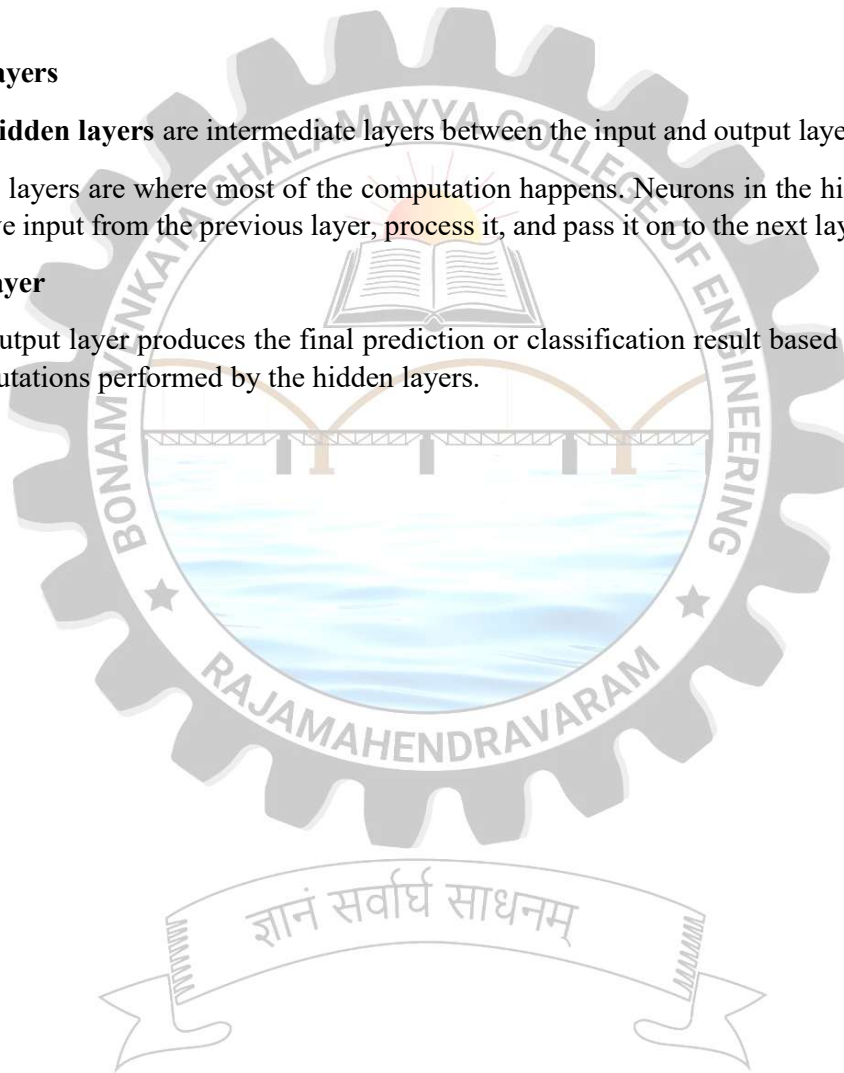 ayers
idden layers are intermediate layers between the input and output laye
layers are where most of the computation happens. Neurons in the hi
e input from the previous layer, process it, and pass it on to the next lay
ayer
utput layer produces the final prediction or classification result based
utations performed by the hidden layers.
BONAM VENKATA CHALAMAYYA COLLEGE OF ENGINEERING
RAJAMAHENDRAVARAM
ज्ञानं सर्वार्घ साधनम्